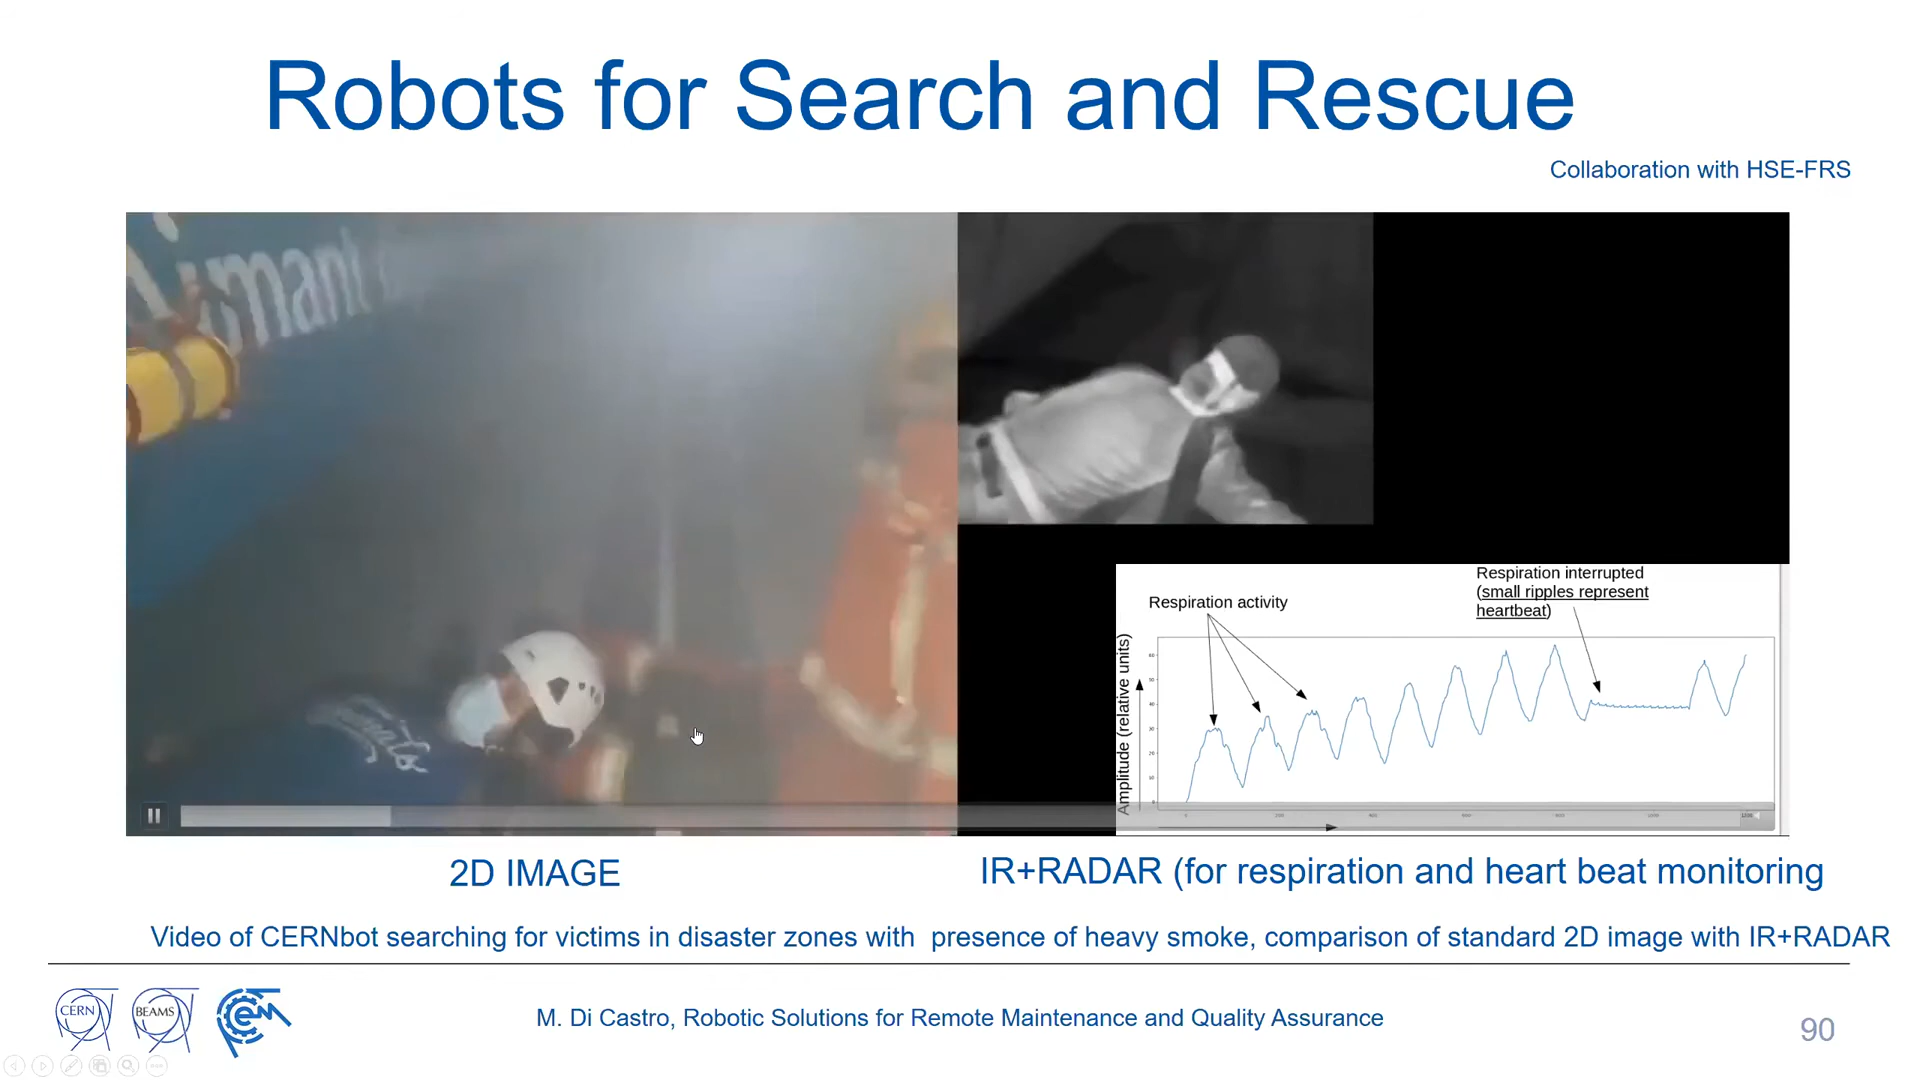 Robots for Search and Rescue
Collaboration with HSE-FRS
Respiration interrupted
(small ripples represent
heartbeat)
Respiration activity
Amplitude (relative units)
2D IMAGE
IR+RADAR (for respiration and heart beat monitoring
Video of CERNbot searching for victims in disaster zones with presence of heavy smoke, comparison of standard 2D image with IR+RADAR
CERN
BEAMS
M. Di Castro, Robotic Solutions for Remote Maintenance and Quality Assurance
90